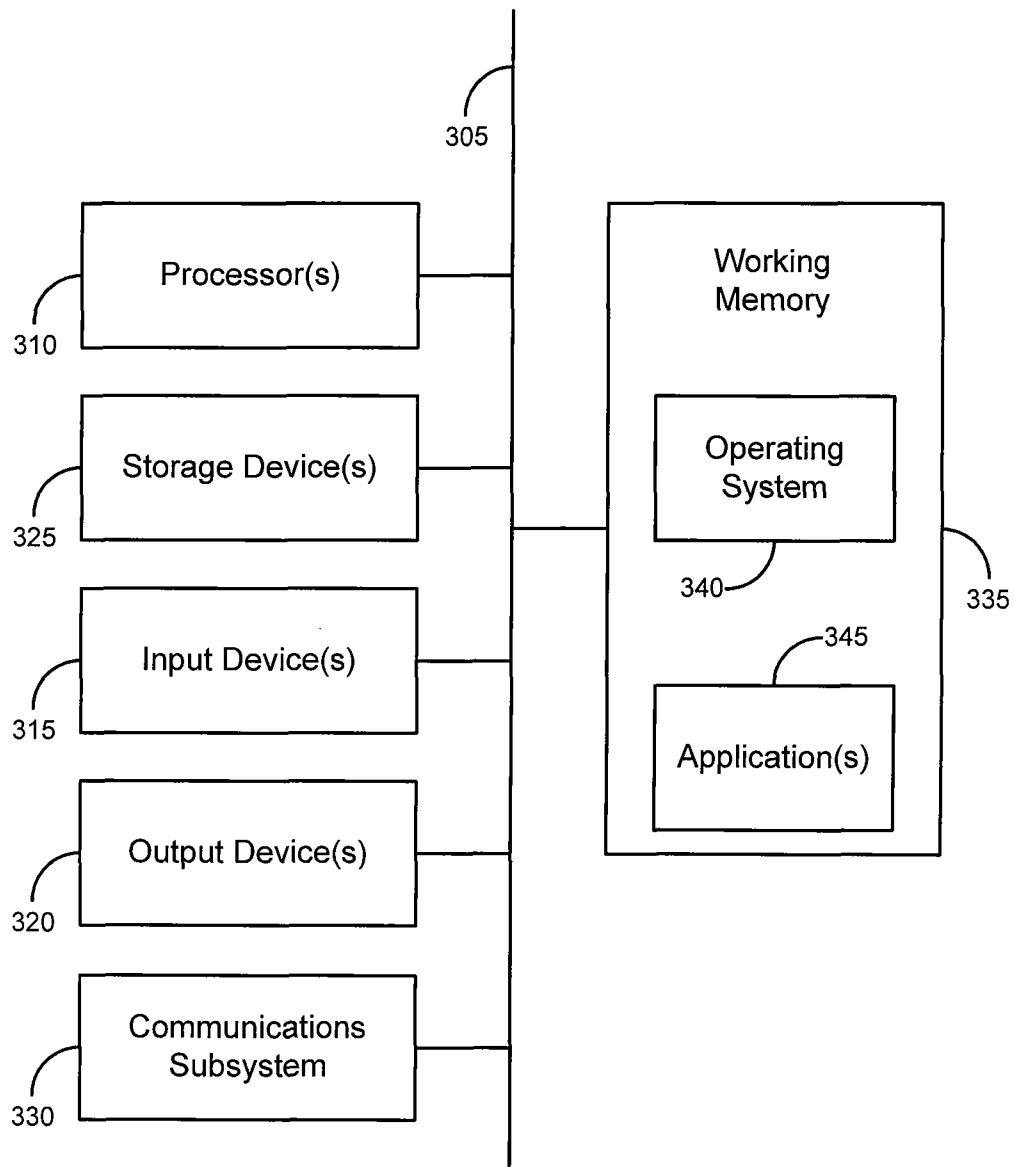 305
Processor(s)
310
Storage Device(s)
325
Input Device(s)
315
Output Device(s)
320
Communications
Subsystem
330
Working
Memory
Operating
System
340
335
345
Application(s)